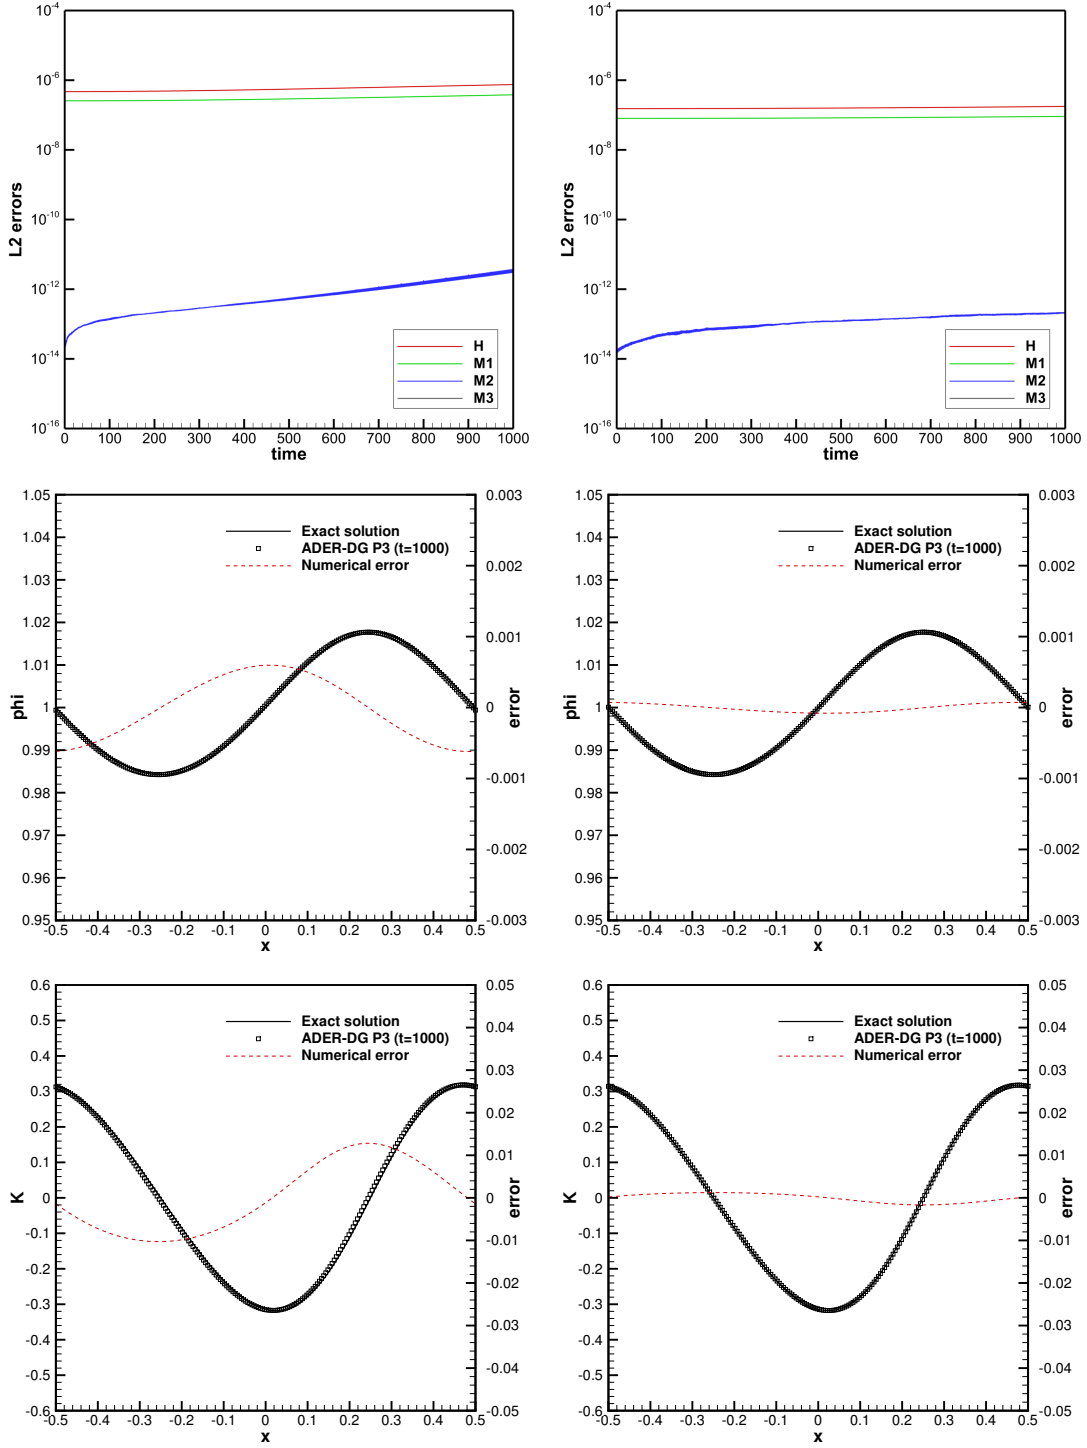 10-4
10-6
10-8
10-10
10-12
10-14
10-16
L2 errors
H
M1
M2
M3
0 100 200 300 400 500 600 700 800 900 1000
time
10-4
10-6
10-8
10-10
10-12
10-14
10-16
L2 errors
H
M1
M2
M3
0 100 200 300 400 500 600 700 800 900 1000
time
1.05
1.04
1.03
1.02
1.01
1
0.99
0.98
0.97
0.96
0.95
phi
Exact solution
ADER-DG P3 (t=1000)
Numerical error
0.003
0.002
0.001
0
-0.001
-0.002
-0.003
error
-0.5 -0.4 -0.3 -0.2 -0.1 0 0.1 0.2 0.3 0.4 0.5
x
1.05
1.04
1.03
1.02
1.01
1
0.99
0.98
0.97
0.96
0.95
phi
Exact solution
ADER-DG P3 (t=1000)
Numerical error
0.003
0.002
0.001
0
-0.001
-0.002
-0.003
error
-0.5 -0.4 -0.3 -0.2 -0.1 0 0.1 0.2 0.3 0.4 0.5
x
0.6
0.5
0.4
0.3
0.2
0.1
0
-0.1
-0.2
-0.3
-0.4
-0.5
-0.6
K
Exact solution
ADER-DG P3 (t=1000)
Numerical error
0.05
0.04
0.03
0.02
0.01
0
-0.01
-0.02
-0.03
-0.04
-0.05
error
-0.5 -0.4 -0.3 -0.2 -0.1 0 0.1 0.2 0.3 0.4 0.5
x
0.6
0.5
0.4
0.3
0.2
0.1
0
-0.1
-0.2
-0.3
-0.4
-0.5
-0.6
K
Exact solution
ADER-DG P3 (t=1000)
Numerical error
0.05
0.04
0.03
0.02
0.01
0
-0.01
-0.02
-0.03
-0.04
-0.05
error
-0.5 -0.4 -0.3 -0.2 -0.1 0 0.1 0.2 0.3 0.4 0.5
x